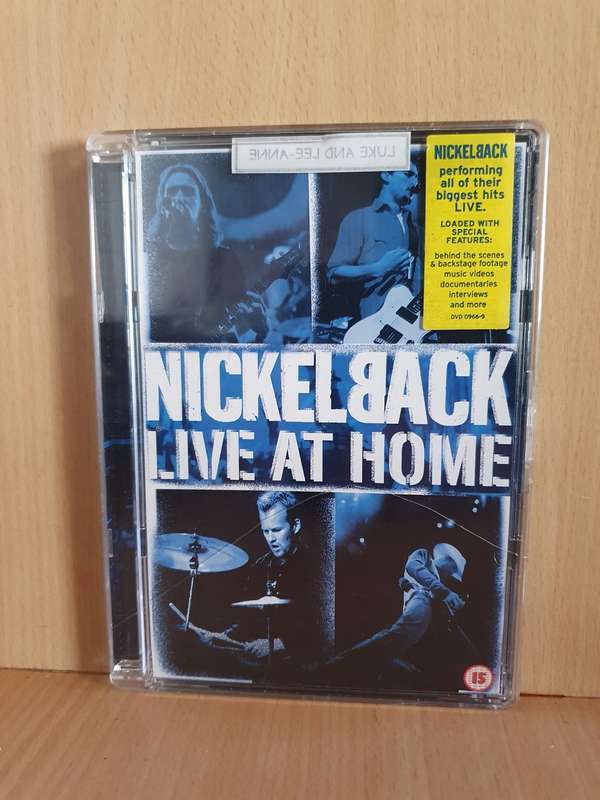 LUKE AND LEE-ANNE
NICKELBACK
performing
all of their
biggest hits
LIVE.
LOADED WITH
SPECIAL
FEATURES:
behind the scenes
& backstage footage
music videos
documentaries
interviews
and more
DVD 0966-9
NICKELBACK
LIVE AT HOME
15